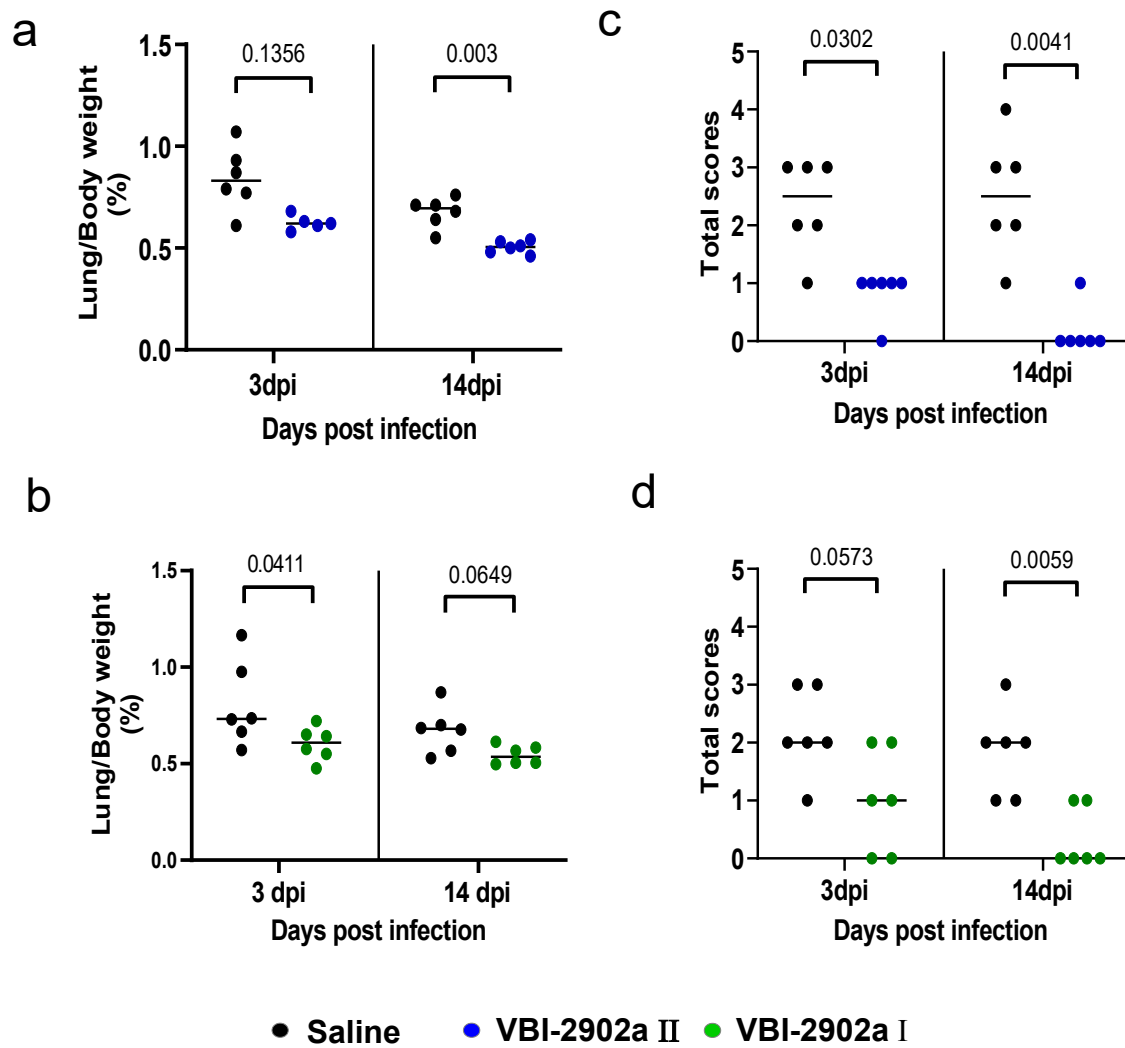 a
1.5
1.0
0.5
0.0
Lung/Body weight
(%)
0.1356
0.003
3dpi
14dpi
Days post infection
c
5
4
3
2
1
0
Total scores
0.0302
0.0041
3dpi
14dpi
Days post infection
b
1.5
1.0
0.5
0.0
Lung/Body weight
(%)
0.0411
0.0649
3 dpi
14 dpi
Days post infection
d
5
4
3
2
1
0
Total scores
0.0573
0.0059
3dpi
14dpi
Days post infection
Saline
VBI-2902a II
VBI-2902a I